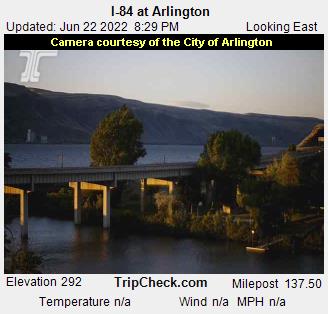 I-84 at Arlington
Updated: Jun 22 2022 8:29 PM Looking East
Camera courtesy of the City of Arlington
Elevation 292 TripCheck.com Milepost 137.50
Temperature n/a Wind n/a MPH n/a